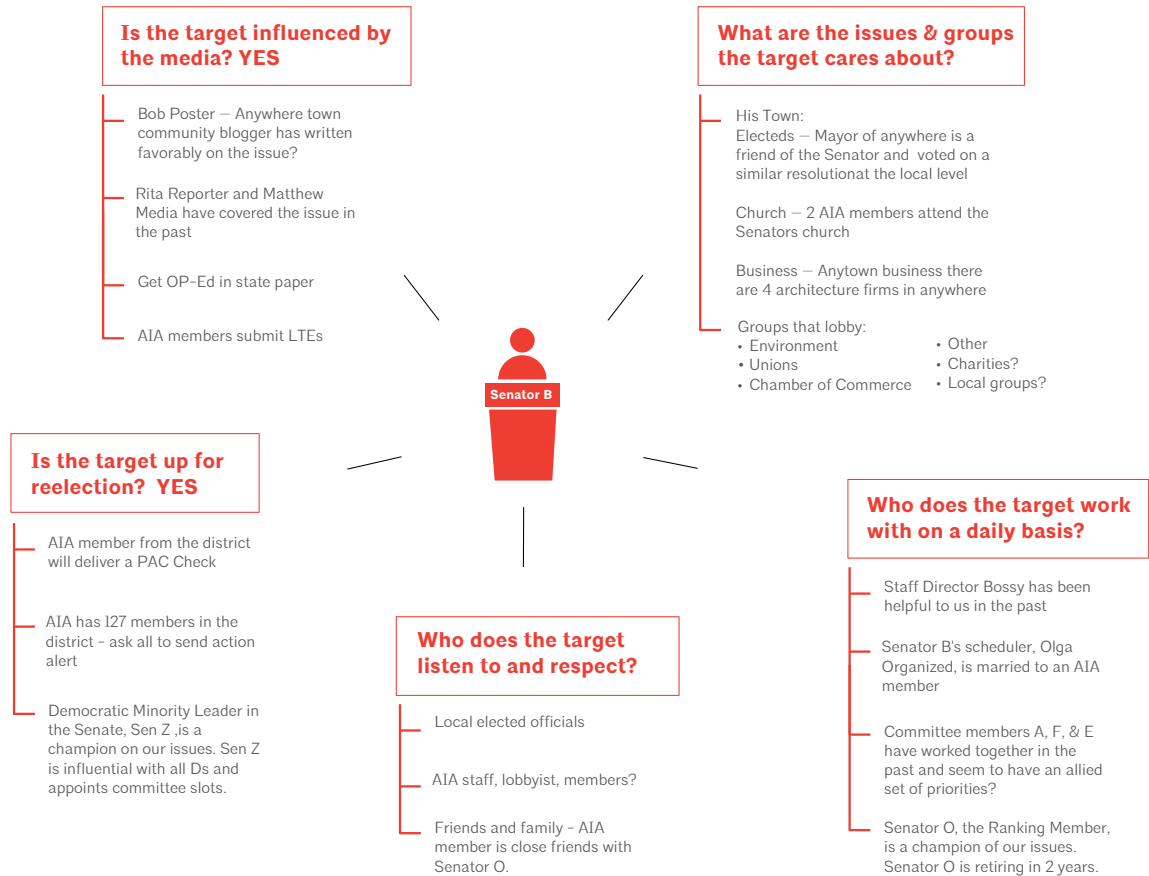 Is the target influenced by
the media? YES
Bob Poster – Anywhere town
community blogger has written
favorably on the issue?
Rita Reporter and Matthew
Media have covered the issue in
the past
Get OP-Ed in state paper
AIA members submit LTEs
What are the issues & groups
the target cares about?
His Town:
Electeds – Mayor of anywhere is a
friend of the Senator and  voted on a
similar resolutionat the local level
Church – 2 AIA members attend the
Senators church
Business – Anytown business there
are 4 architecture firms in anywhere
Groups that lobby:
• Environment
• Unions
• Chamber of Commerce
• Other
• Charities?
• Local groups?
Senator B
Is the target up for
reelection?  YES
AIA member from the district
will deliver a PAC Check
AIA has 127 members in the
district - ask all to send action
alert
Democratic Minority Leader in
the Senate, Sen Z ,is a
champion on our issues. Sen Z
is influential with all Ds and
appoints committee slots.
Who does the target
listen to and respect?
Local elected officials
AIA staff, lobbyist, members?
Friends and family - AIA
member is close friends with
Senator O.
Who does the target work
with on a daily basis?
Staff Director Bossy has been
helpful to us in the past
Senator B's scheduler, Olga
Organized, is married to an AIA
member
Committee members A, F, & E
have worked together in the
past and seem to have an allied
set of priorities?
Senator O, the Ranking Member,
is a champion of our issues.
Senator O is retiring in 2 years.